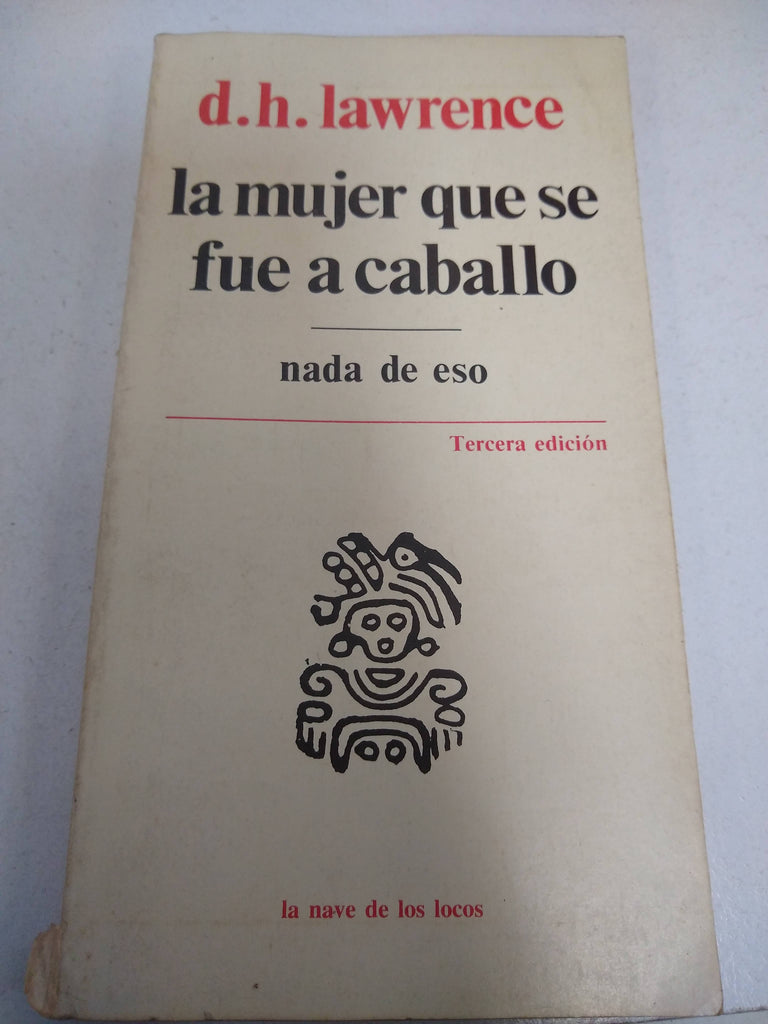 d.h. lawrence
la mujer que se
fue a caballo
nada de eso
Tercera edición
la nave de los locos